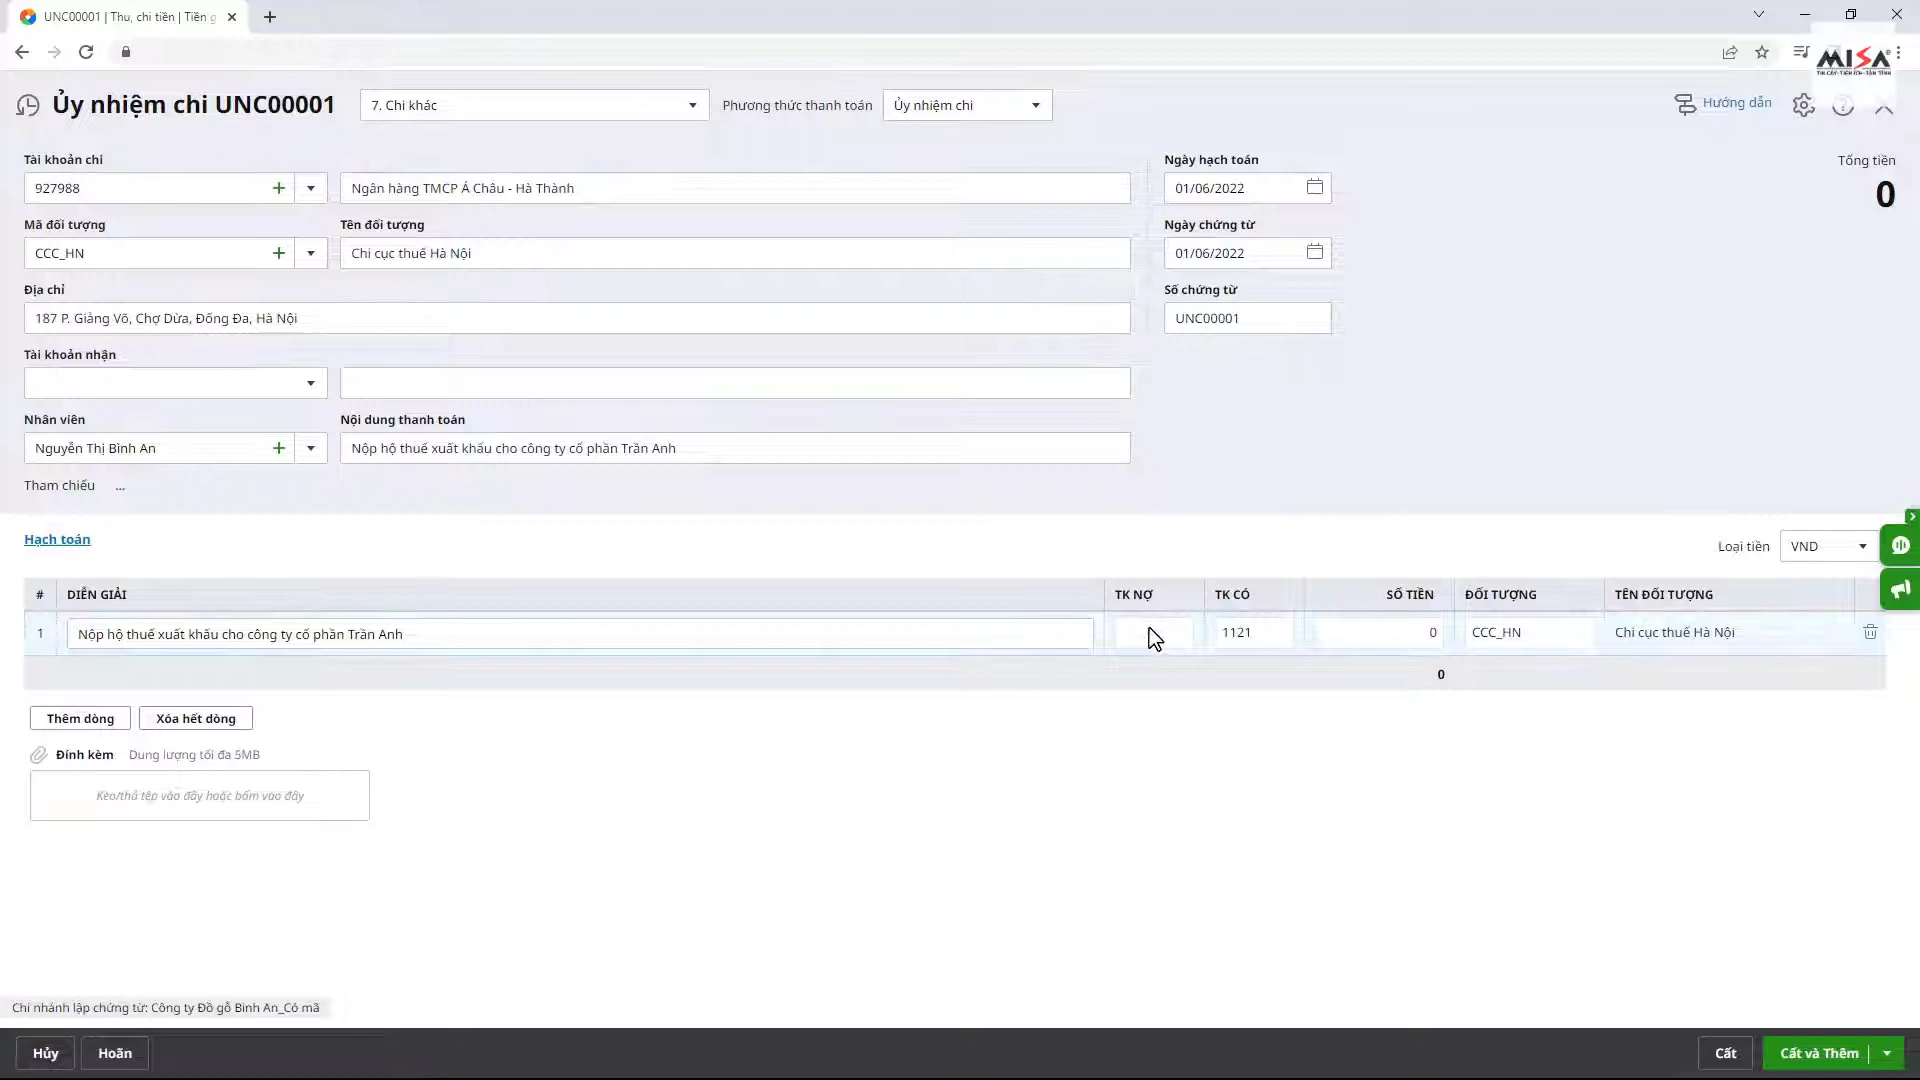 UNC00001 | Thu, chi tiền | Tiền g
MISA
TIN CẬY - TIỆN ÍCH - TẬN TÌNH
Ủy nhiệm chi UNC00001
7. Chi khác
Phương thức thanh toán
Ủy nhiệm chi
Hướng dẫn
Tài khoản chi
Ngày hạch toán
Tổng tiền
927988
Ngân hàng TMCP Á Châu - Hà Thành
01/06/2022
0
Mã đối tượng
Tên đối tượng
Ngày chứng từ
CCC_HN
Chi cục thuế Hà Nội
01/06/2022
Địa chỉ
Số chứng từ
187 P. Giảng Võ, Chợ Dừa, Đống Đa, Hà Nội
UNC00001
Tài khoản nhận
Nhân viên
Nội dung thanh toán
Nguyễn Thị Bình An
Nộp hộ thuế xuất khẩu cho công ty cổ phần Trần Anh
Tham chiếu ...
Hạch toán
Loại tiền
VND
# DIỄN GIẢI TK NỢ TK CÓ SỐ TIỀN ĐỐI TƯỢNG TÊN ĐỐI TƯỢNG
1 Nộp hộ thuế xuất khẩu cho công ty cổ phần Trần Anh 1121 0 CCC_HN Chi cục thuế Hà Nội
0
Thêm dòng
Xóa hết dòng
Đính kèm Dung lượng tối đa 5MB
Kéo/thả tệp vào đây hoặc bấm vào đây
Chi nhánh lập chứng từ: Công ty Đồ gỗ Bình An_Có mã
Hủy
Hoãn
Cất
Cất và Thêm